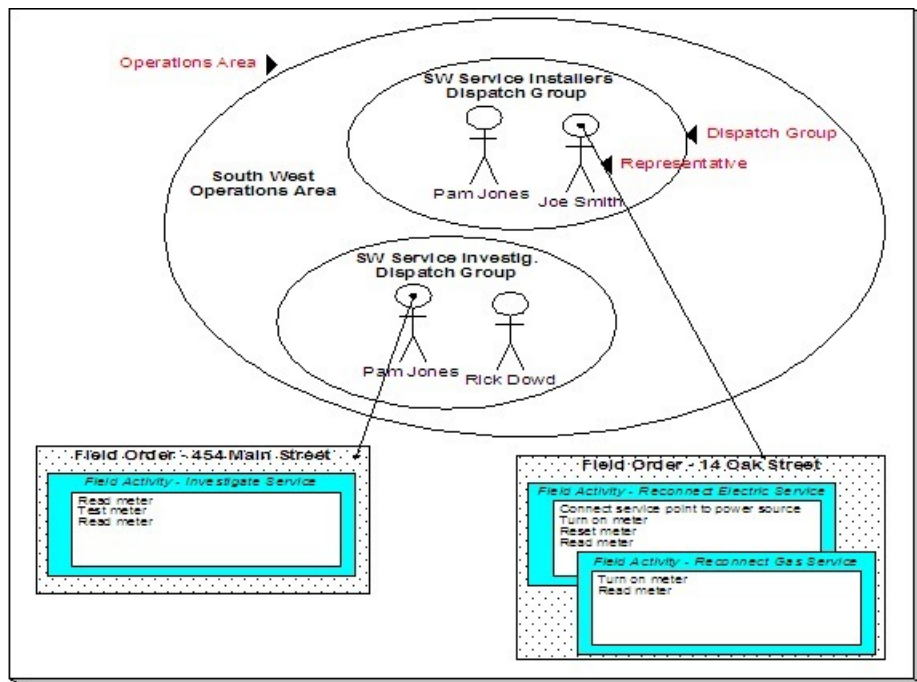 Operations Area
SW Service Installers
Dispatch Group
Dispatch Group
Representative
South West
Operations Area
Pam Jones
Joe Smith
SW Service Investig.
Dispatch Group
Pam Jones
Rick Dowd
Field Order - 454 Main Street
Field Activity - Investigate Service
Read meter
Test meter
Read meter
Field Order - 14 Oak Street
Field Activity - Reconnect Electric Service
Connect service point to power source
Turn on meter
Reset meter
Read meter
Field Activity - Reconnect Gas Service
Turn on meter
Read meter